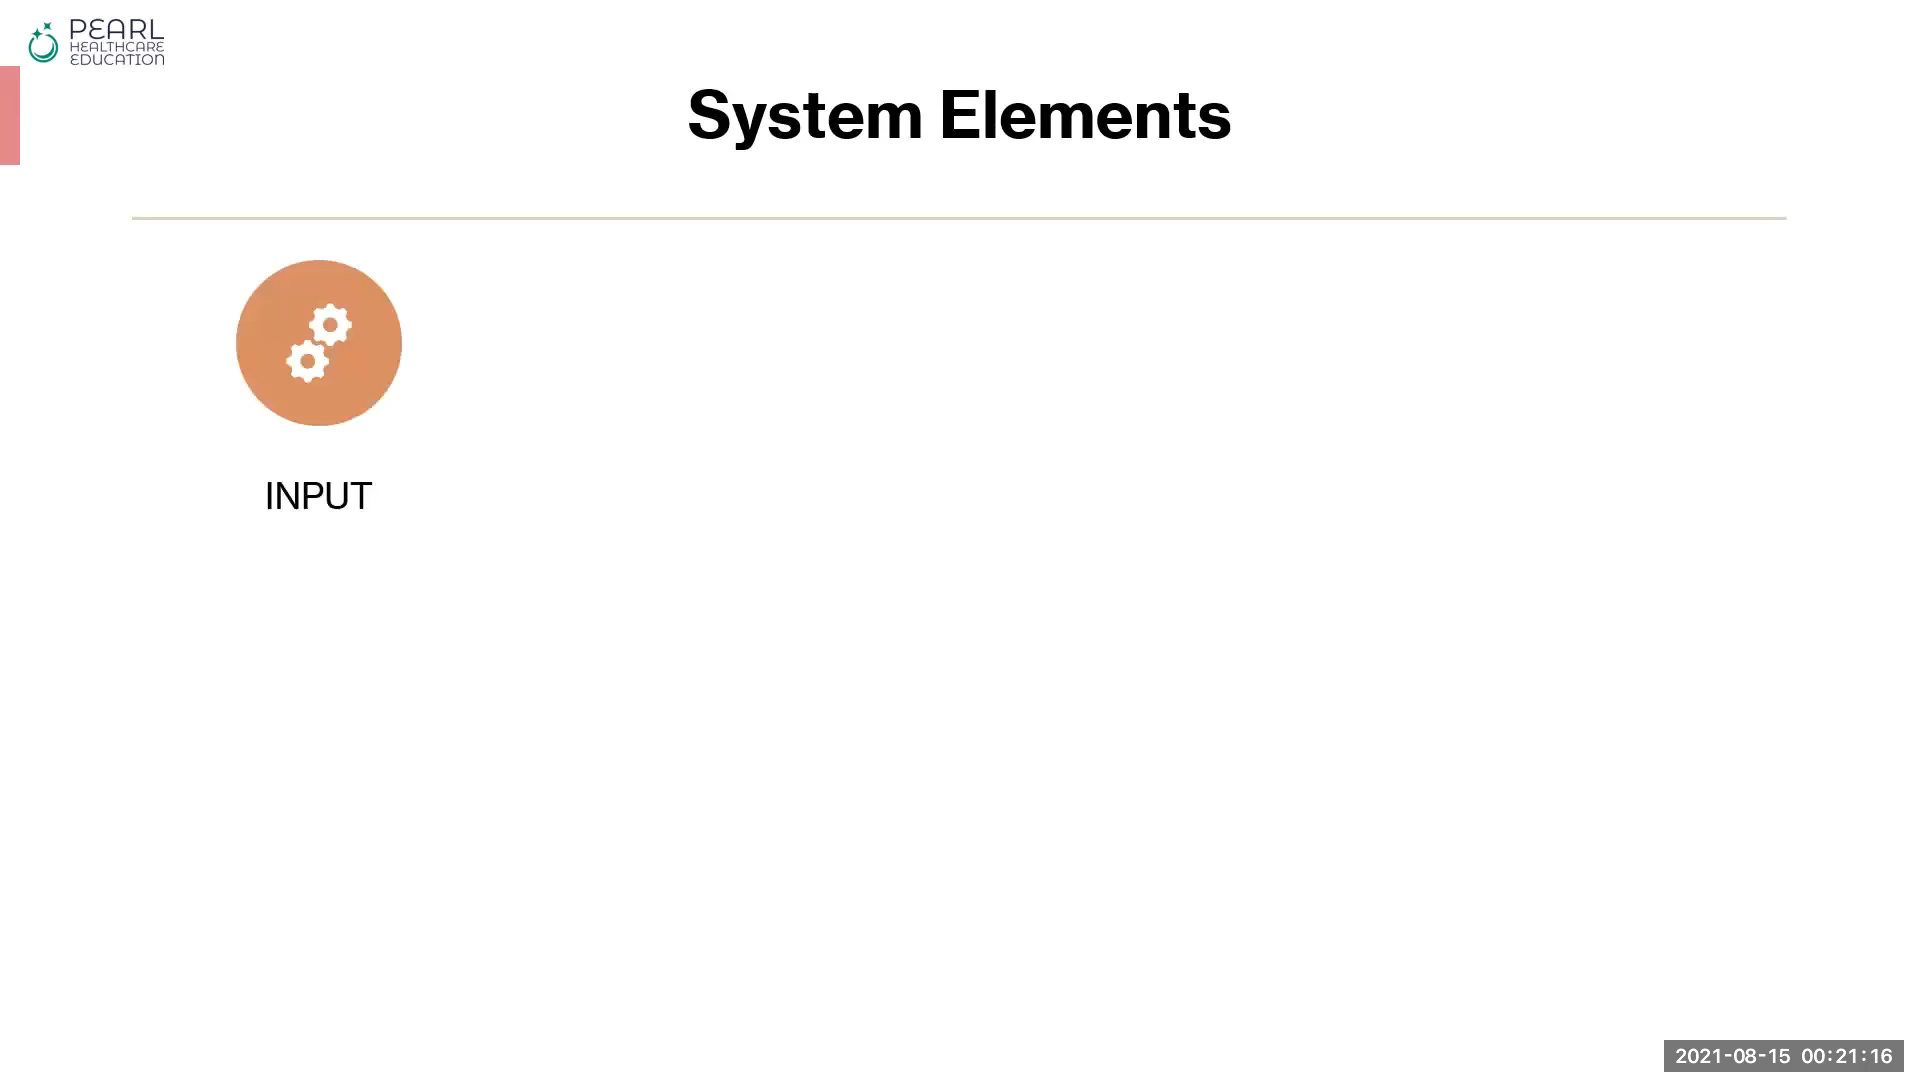 PEARL
HEALTHCARE
EDUCATION
System Elements
INPUT
2021-08-15 00:21:16